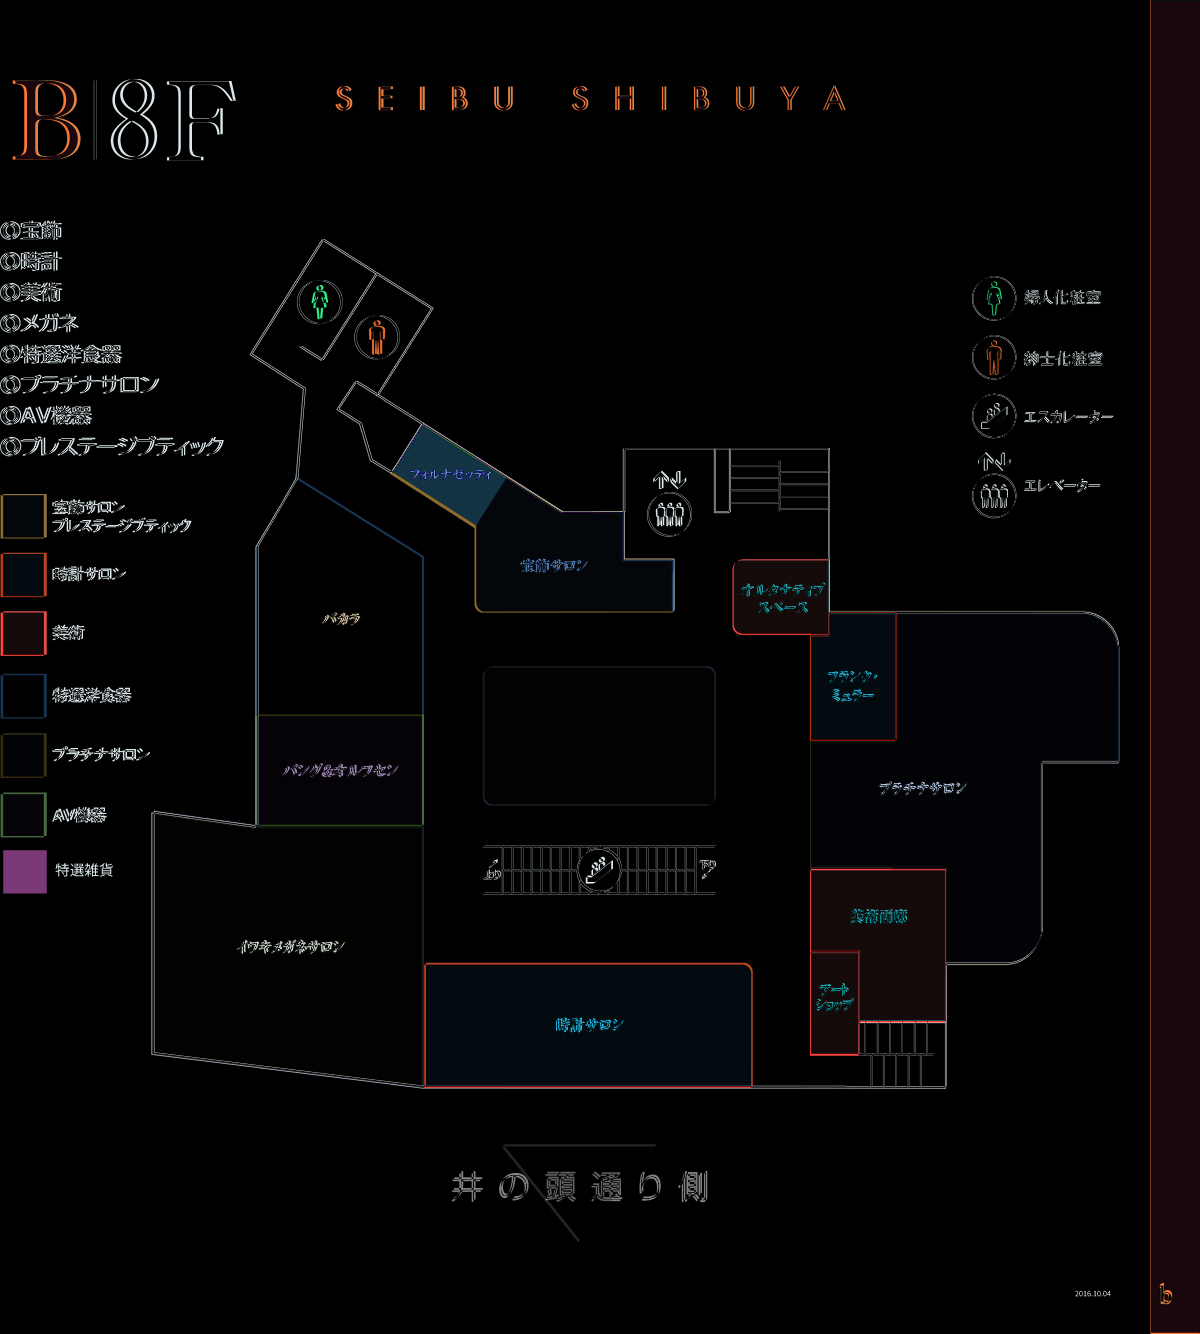 B 8F
SEIBU SHIBUYA
◎宝飾
◎時計
◎美術
◎メガネ
◎特選洋食器
◎プラチナサロン
◎AV機器
◎プレステージブティック
宝飾サロン
プレステージブティック
時計サロン
美術
特選洋食器
プラチナサロン
AV機器
特選雑貨
婦人化粧室
紳士化粧室
エスカレーター
エレベーター
フォルナセッティ
宝飾サロン
オルタナティブ
スペース
バカラ
フランク・
ミュラー
バング&オルフセン
プラチナサロン
up
美術画廊
イワキメガネサロン
アート
ショップ
時計サロン
井の頭通り側
2016.10.04
b